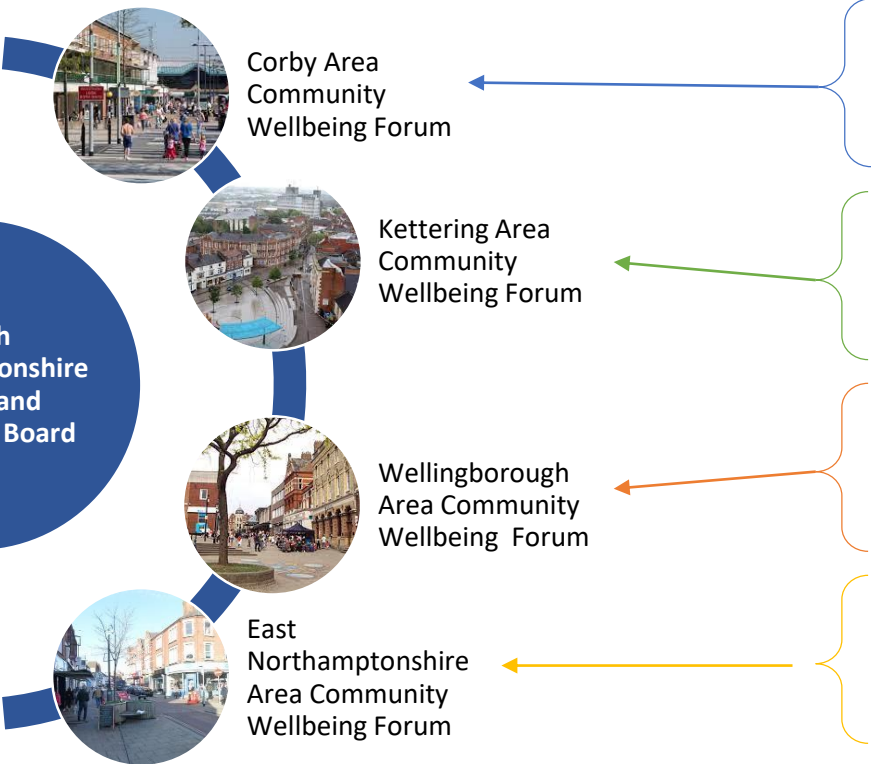 Corby Area
Community
Wellbeing Forum
Kettering Area
Community
Wellbeing Forum
h
onshire
and
Board
Wellingborough
Area Community
Wellbeing  Forum
East
Northamptonshire
Area Community
Wellbeing Forum